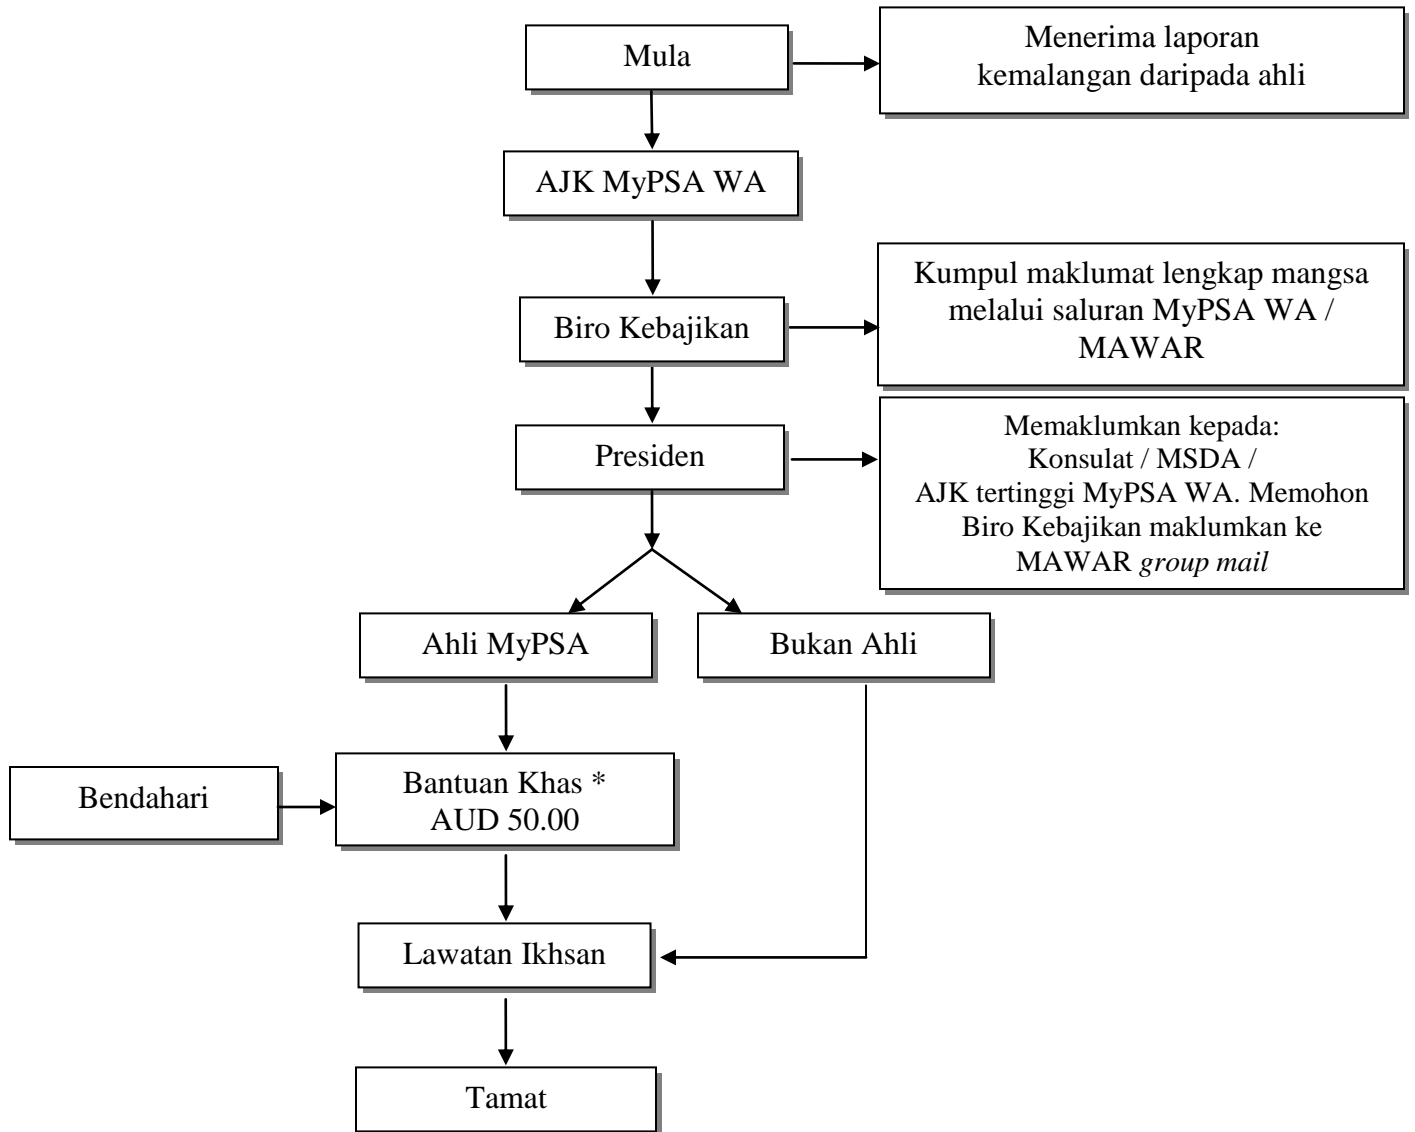 Mula
Menerima laporan
kemalangan daripada ahli
AJK MyPSA WA
Biro Kebajikan
Kumpul maklumat lengkap mangsa
melalui saluran MyPSA WA /
MAWAR
Presiden
Memaklumkan kepada:
Konsulat / MSDA /
AJK tertinggi MyPSA WA. Memohon
Biro Kebajikan maklumkan ke
MAWAR group mail
Ahli MyPSA
Bukan Ahli
Bendahari
Bantuan Khas *
AUD 50.00
Lawatan Ikhsan
Tamat